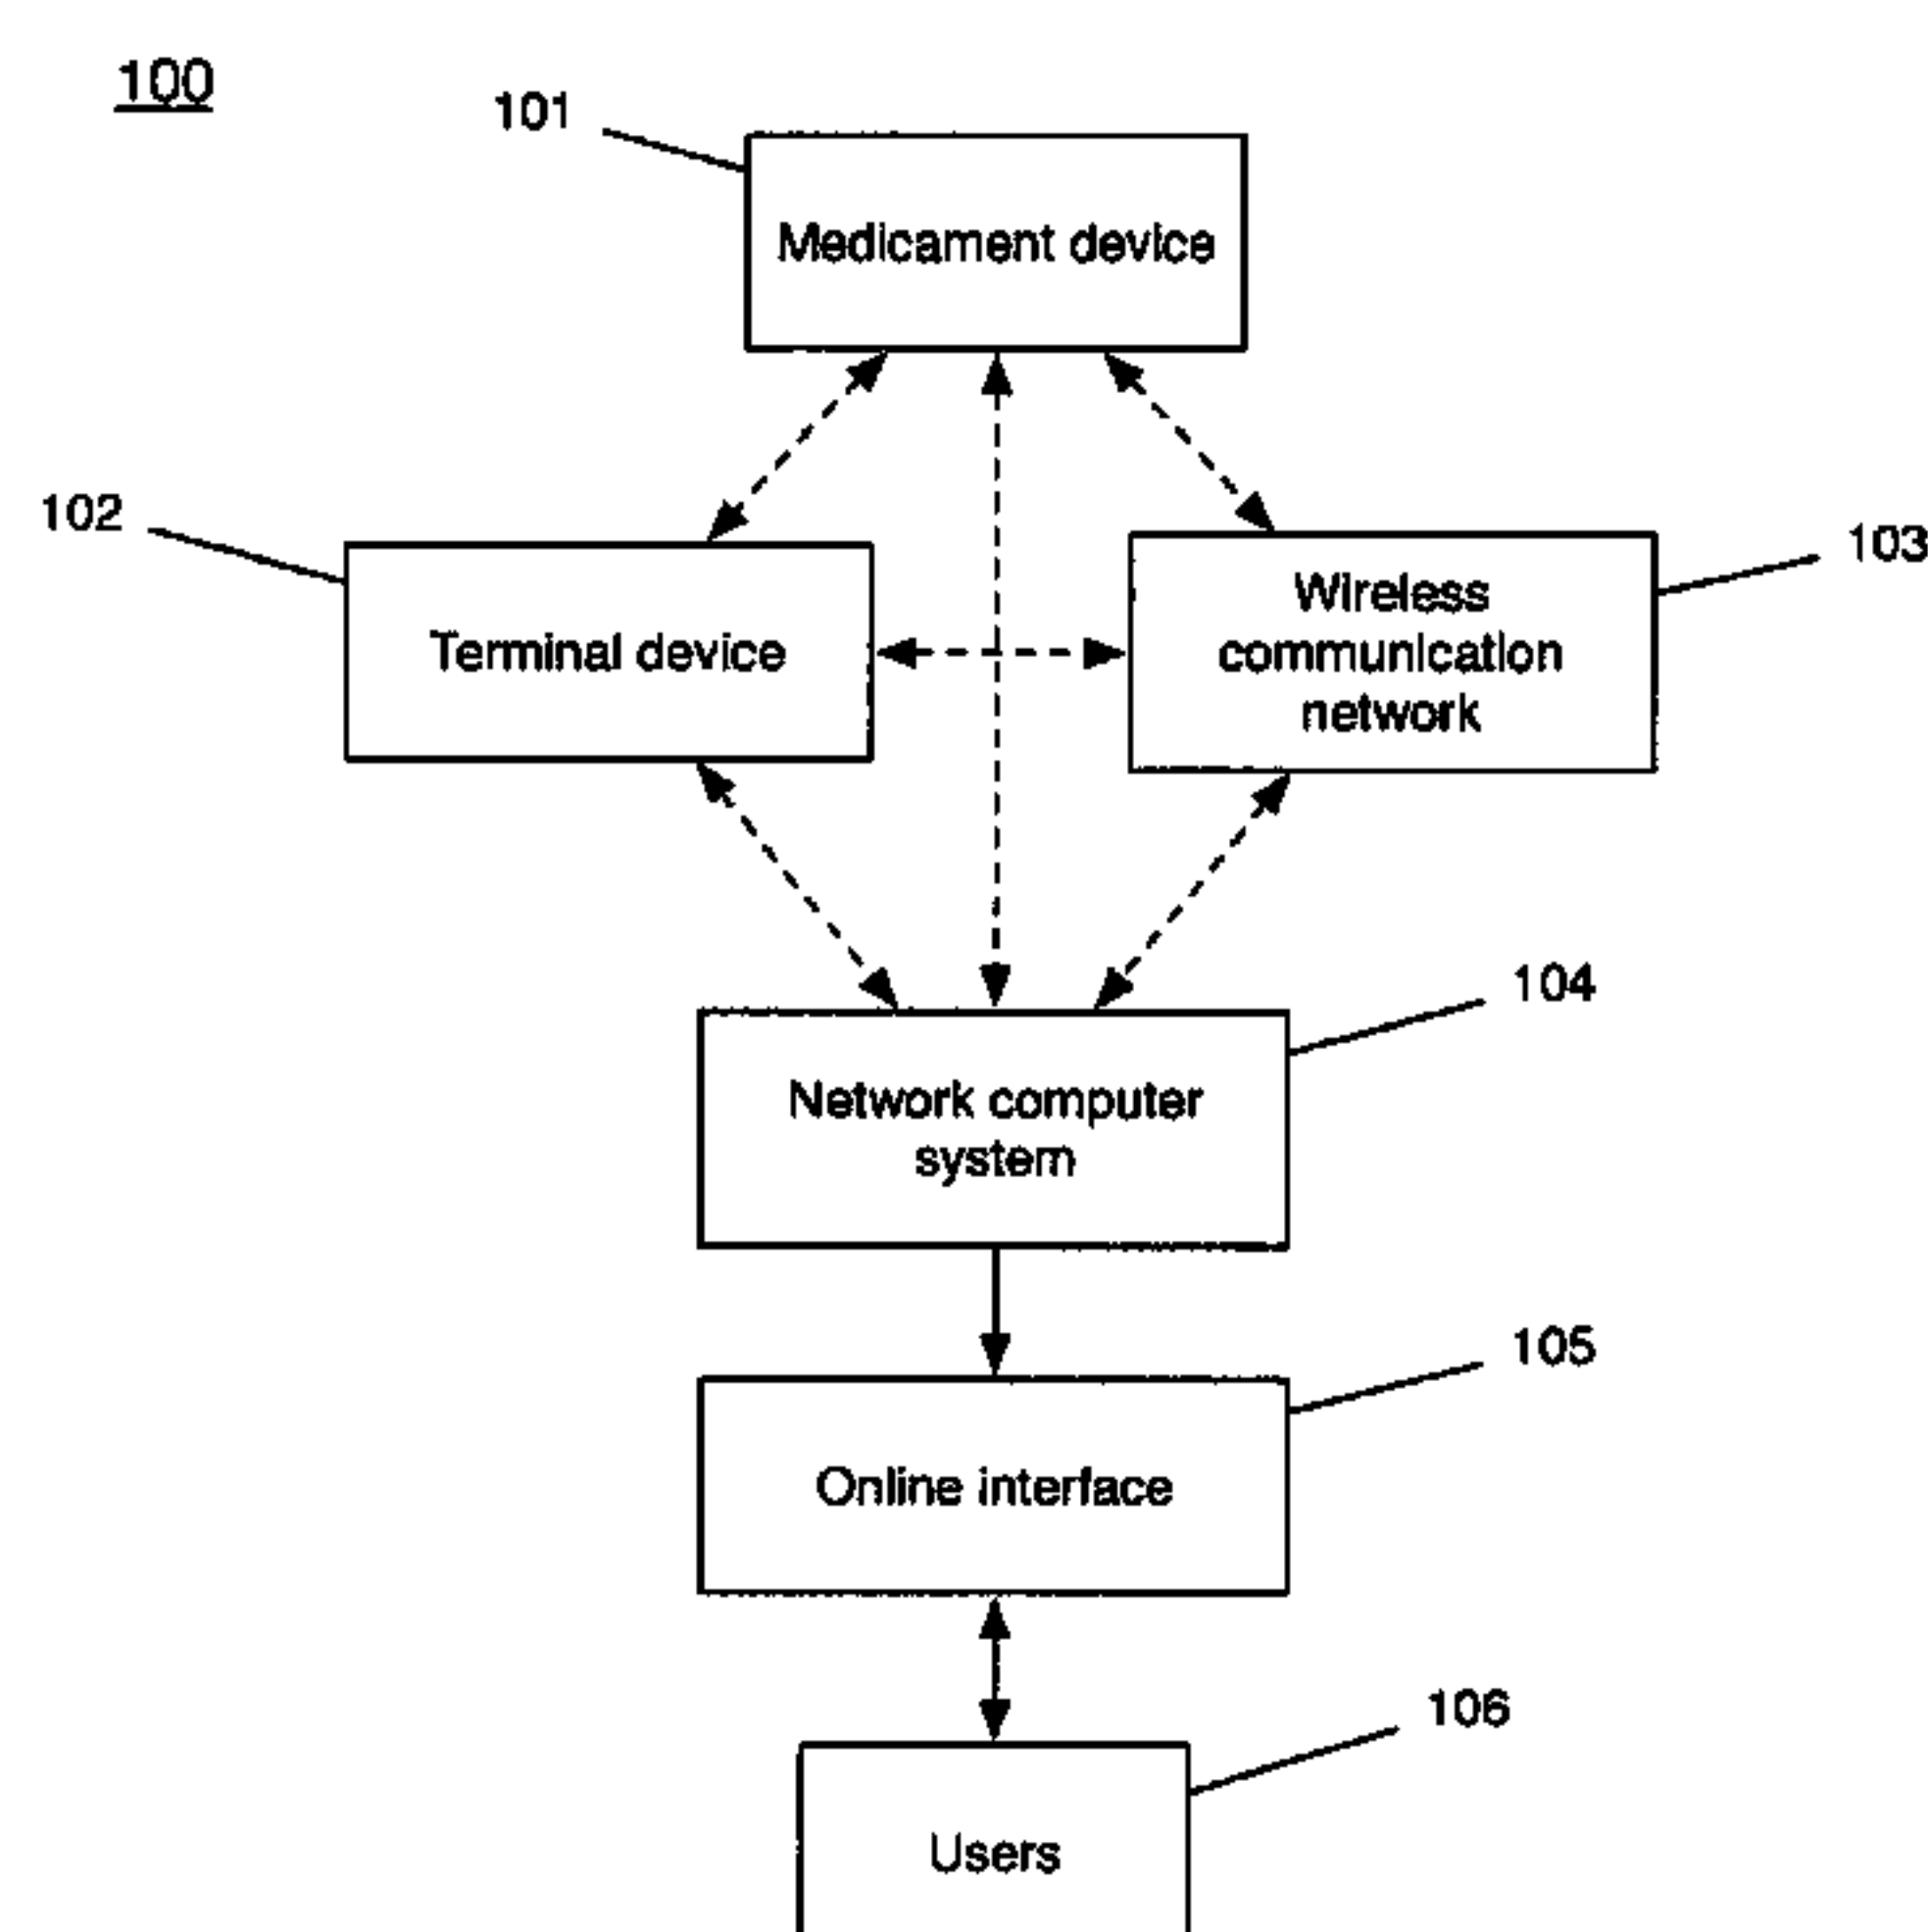 100
101
Medicament device
102
103
Terminal device
Wireless
communication
network
104
Network computer
system
105
Online interface
106
Users